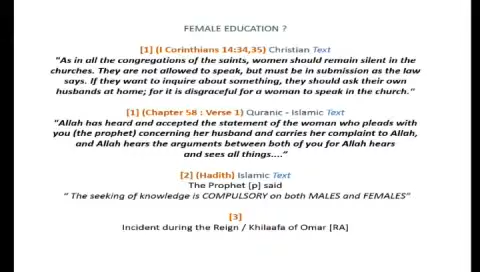 FEMALE EDUCATION ?
[1] (I Corinthians 14:34,35) Christian Text
"As in all the congregations of the saints, women should remain silent in the
churches. They are not allowed to speak, but must be in submission as the law
says. If they want to inquire about something, they should ask their own
husbands at home; for it is disgraceful for a woman to speak in the church."
[1] (Chapter 58 : Verse 1) Quranic - Islamic Text
"Allah has heard and accepted the statement of the woman who pleads with
you (the prophet) concerning her husband and carries her complaint to Allah,
and Allah hears the arguments between both of you for Allah hears
and sees all things...."
[2] (Hadith) Islamic Text
The Prophet [p] said
" The seeking of knowledge is COMPULSORY on both MALES and FEMALES"
[3]
Incident during the Reign / Khilaafa of Omar [RA]